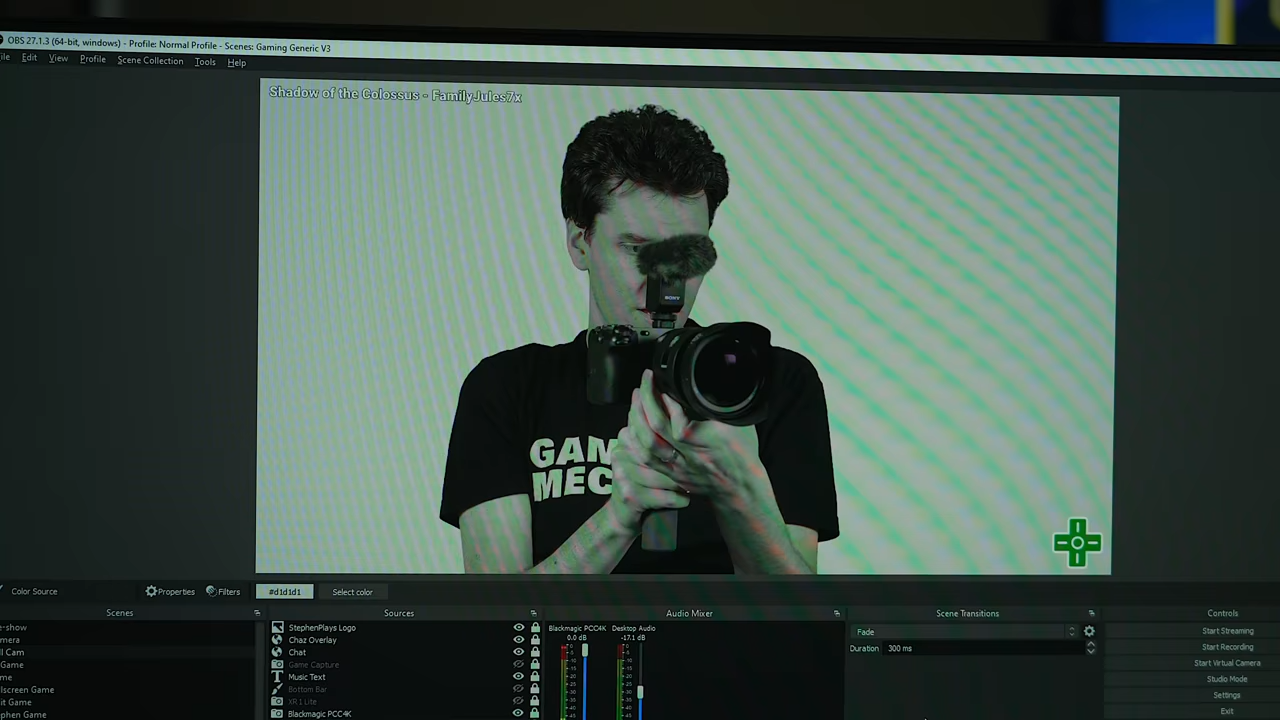 OBS 27.1.3 (64-bit, windows) - Profile: Normal Profile - Scenes: Gaming Generic V3
Edit View Profile Scene Collection Tools Help
Shadow of the Colossus - FamilyJules7x
SONY
GAM
MEC
Color Source Properties Filters #d1d1d1 Select color
Scenes Sources Audio Mixer Scene Transitions Controls
StephenPlays Logo
Chaz Overlay
Chat
Game Capture
Music Text
Bottom Bar
XR 1 Lite
Blackmagic PCC4K
Game
Game
Game
Blackmagic PCC4K Desktop Audio
0.0 dB -17.1 dB
Fade
Duration 300 ms
Start Streaming
Start Recording
Start Virtual Camera
Studio Mode
Settings
Exit